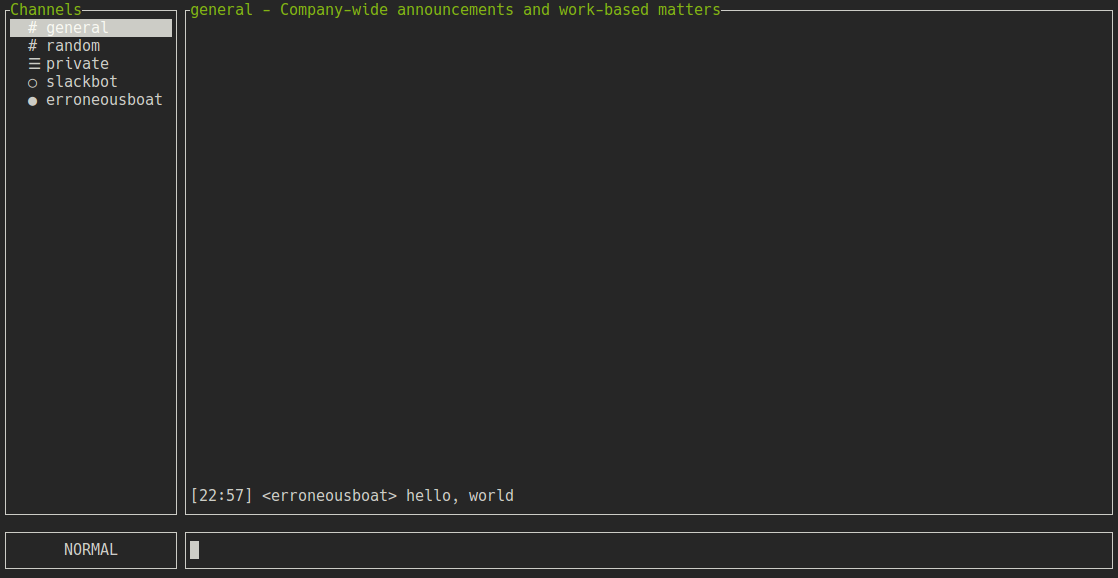 Channels
# general
# random
☰ private
○ slackbot
● erroneousboat
general - Company-wide announcements and work-based matters
[22:57] <erroneousboat> hello, world
NORMAL